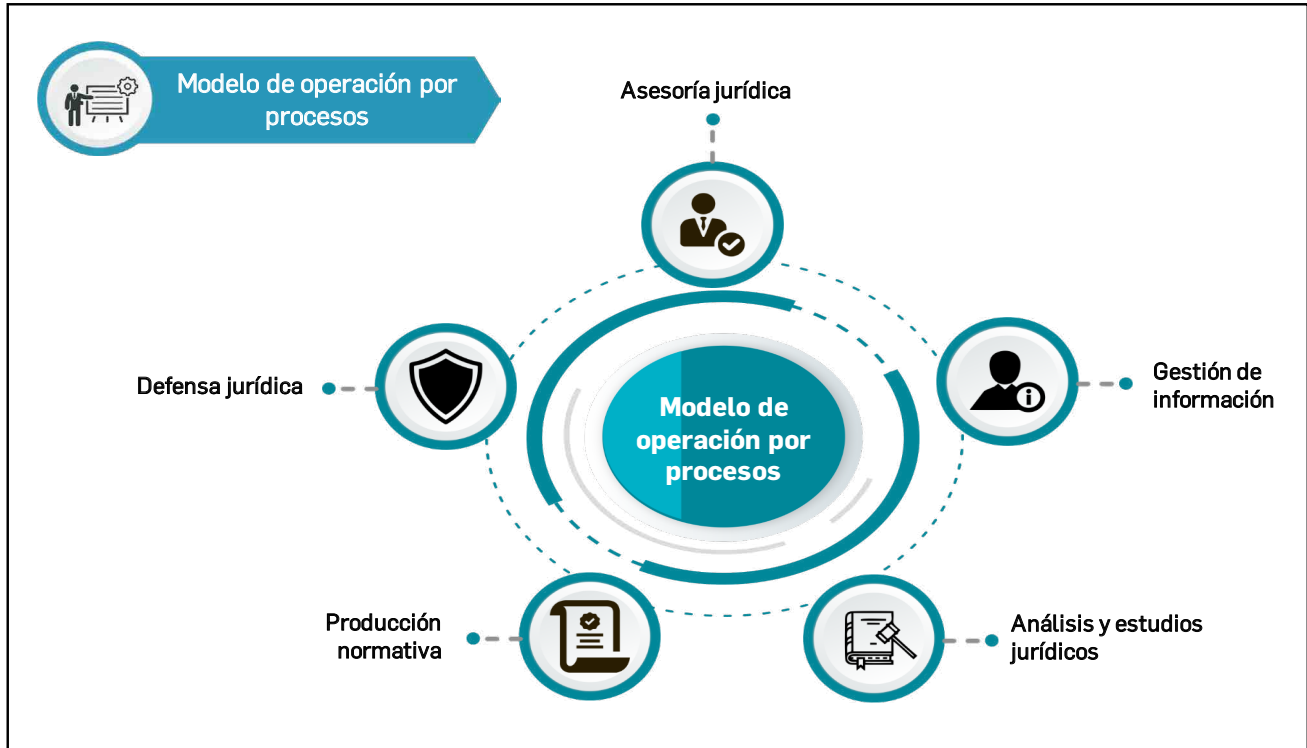 Modelo de operación por
procesos
Asesoría jurídica
Gestión de
información
Defensa jurídica
Modelo de
operación por
procesos
Producción
normativa
Análisis y estudios
jurídicos